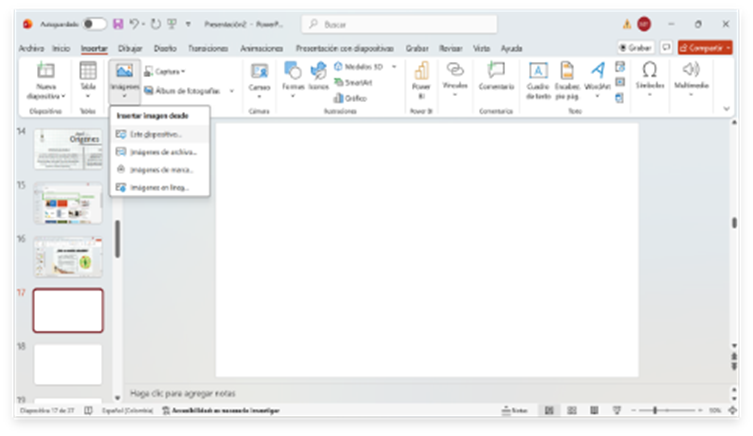 Autoguardado Presentación2 - PowerP... Buscar
Archivo Inicio Insertar Dibujar Diseño Transiciones Animaciones Presentación con diapositivas Grabar Revisar Vista Ayuda Grabar Compartir
Nueva diapositiva Tabla Imágenes Captura Álbum de fotografías Cameo Formas Iconos Modelos 3D SmartArt Gráfico Power BI Vínculos Comentario Cuadro de texto Encabez. pie pág. WordArt Símbolos Multimedia
Diapositivas Tablas Cámara Ilustraciones Power BI Comentarios Texto
Insertar imagen desde
Este dispositivo...
Imágenes de archivo...
Imágenes de marca...
Imágenes en línea...
14
Orígenes
15
16
17
18
19
Haga clic para agregar notas
Diapositiva 17 de 27 Español (Colombia) Accesibilidad: es necesario investigar Notas 50%